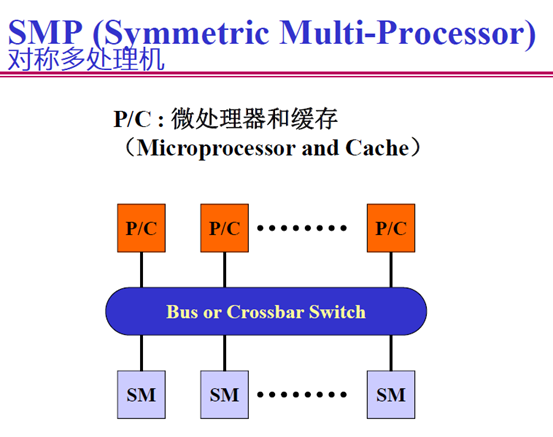 SMP (Symmetric Multi-Processor)
对称多处理机
P/C : 微处理器和缓存
（Microprocessor and Cache）
P/C P/C ········ P/C
Bus or Crossbar Switch
SM SM ········ SM